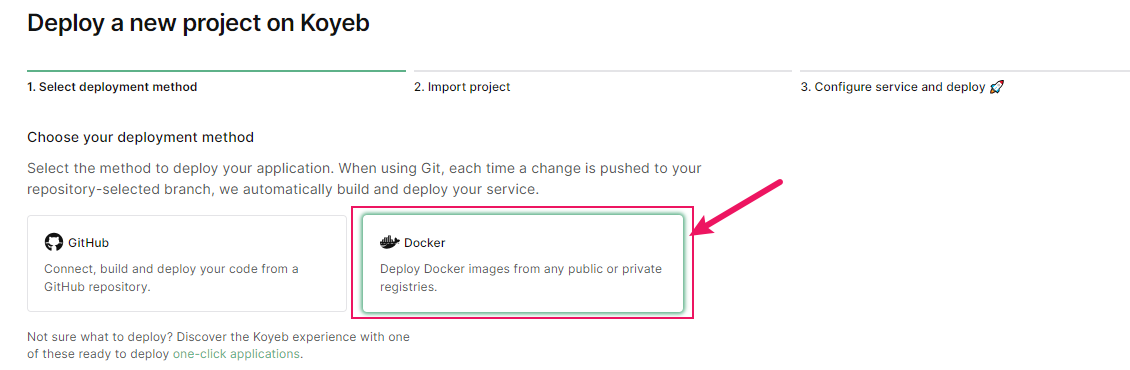 Deploy a new project on Koyeb
1. Select deployment method
2. Import project
3. Configure service and deploy 🚀
Choose your deployment method
Select the method to deploy your application. When using Git, each time a change is pushed to your
repository-selected branch, we automatically build and deploy your service.
GitHub
Connect, build and deploy your code from a
GitHub repository.
Docker
Deploy Docker images from any public or private
registries.
Not sure what to deploy? Discover the Koyeb experience with one
of these ready to deploy one-click applications.